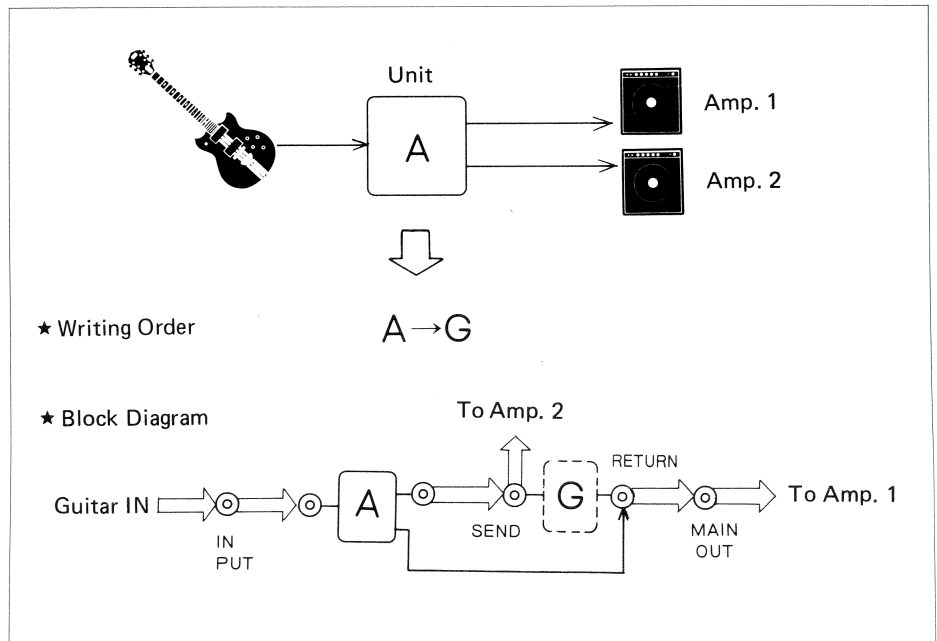 Unit
A
Amp. 1
Amp. 2
★ Writing Order
A → G
★ Block Diagram
To Amp. 2
Guitar IN
IN
PUT
A
SEND
G
RETURN
MAIN
OUT
To Amp. 1